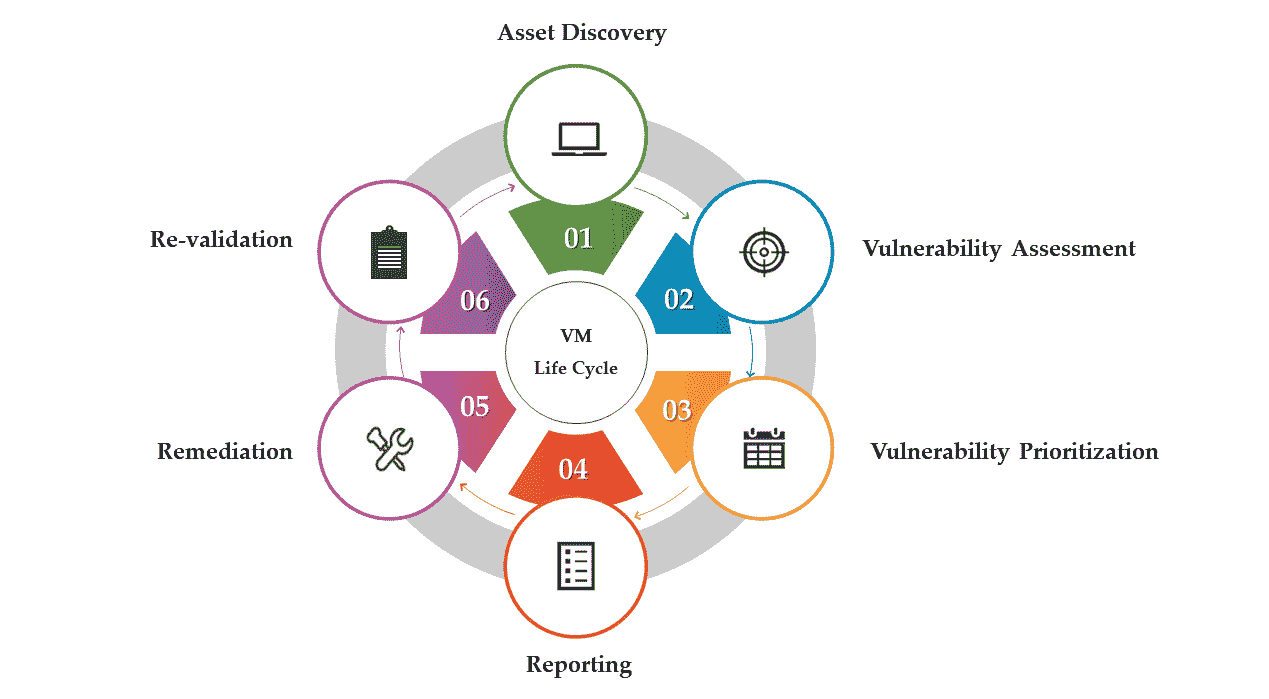 Asset Discovery
01
02
Vulnerability Assessment
03
Vulnerability Prioritization
04
Reporting
05
Remediation
06
Re-validation
VM
Life Cycle